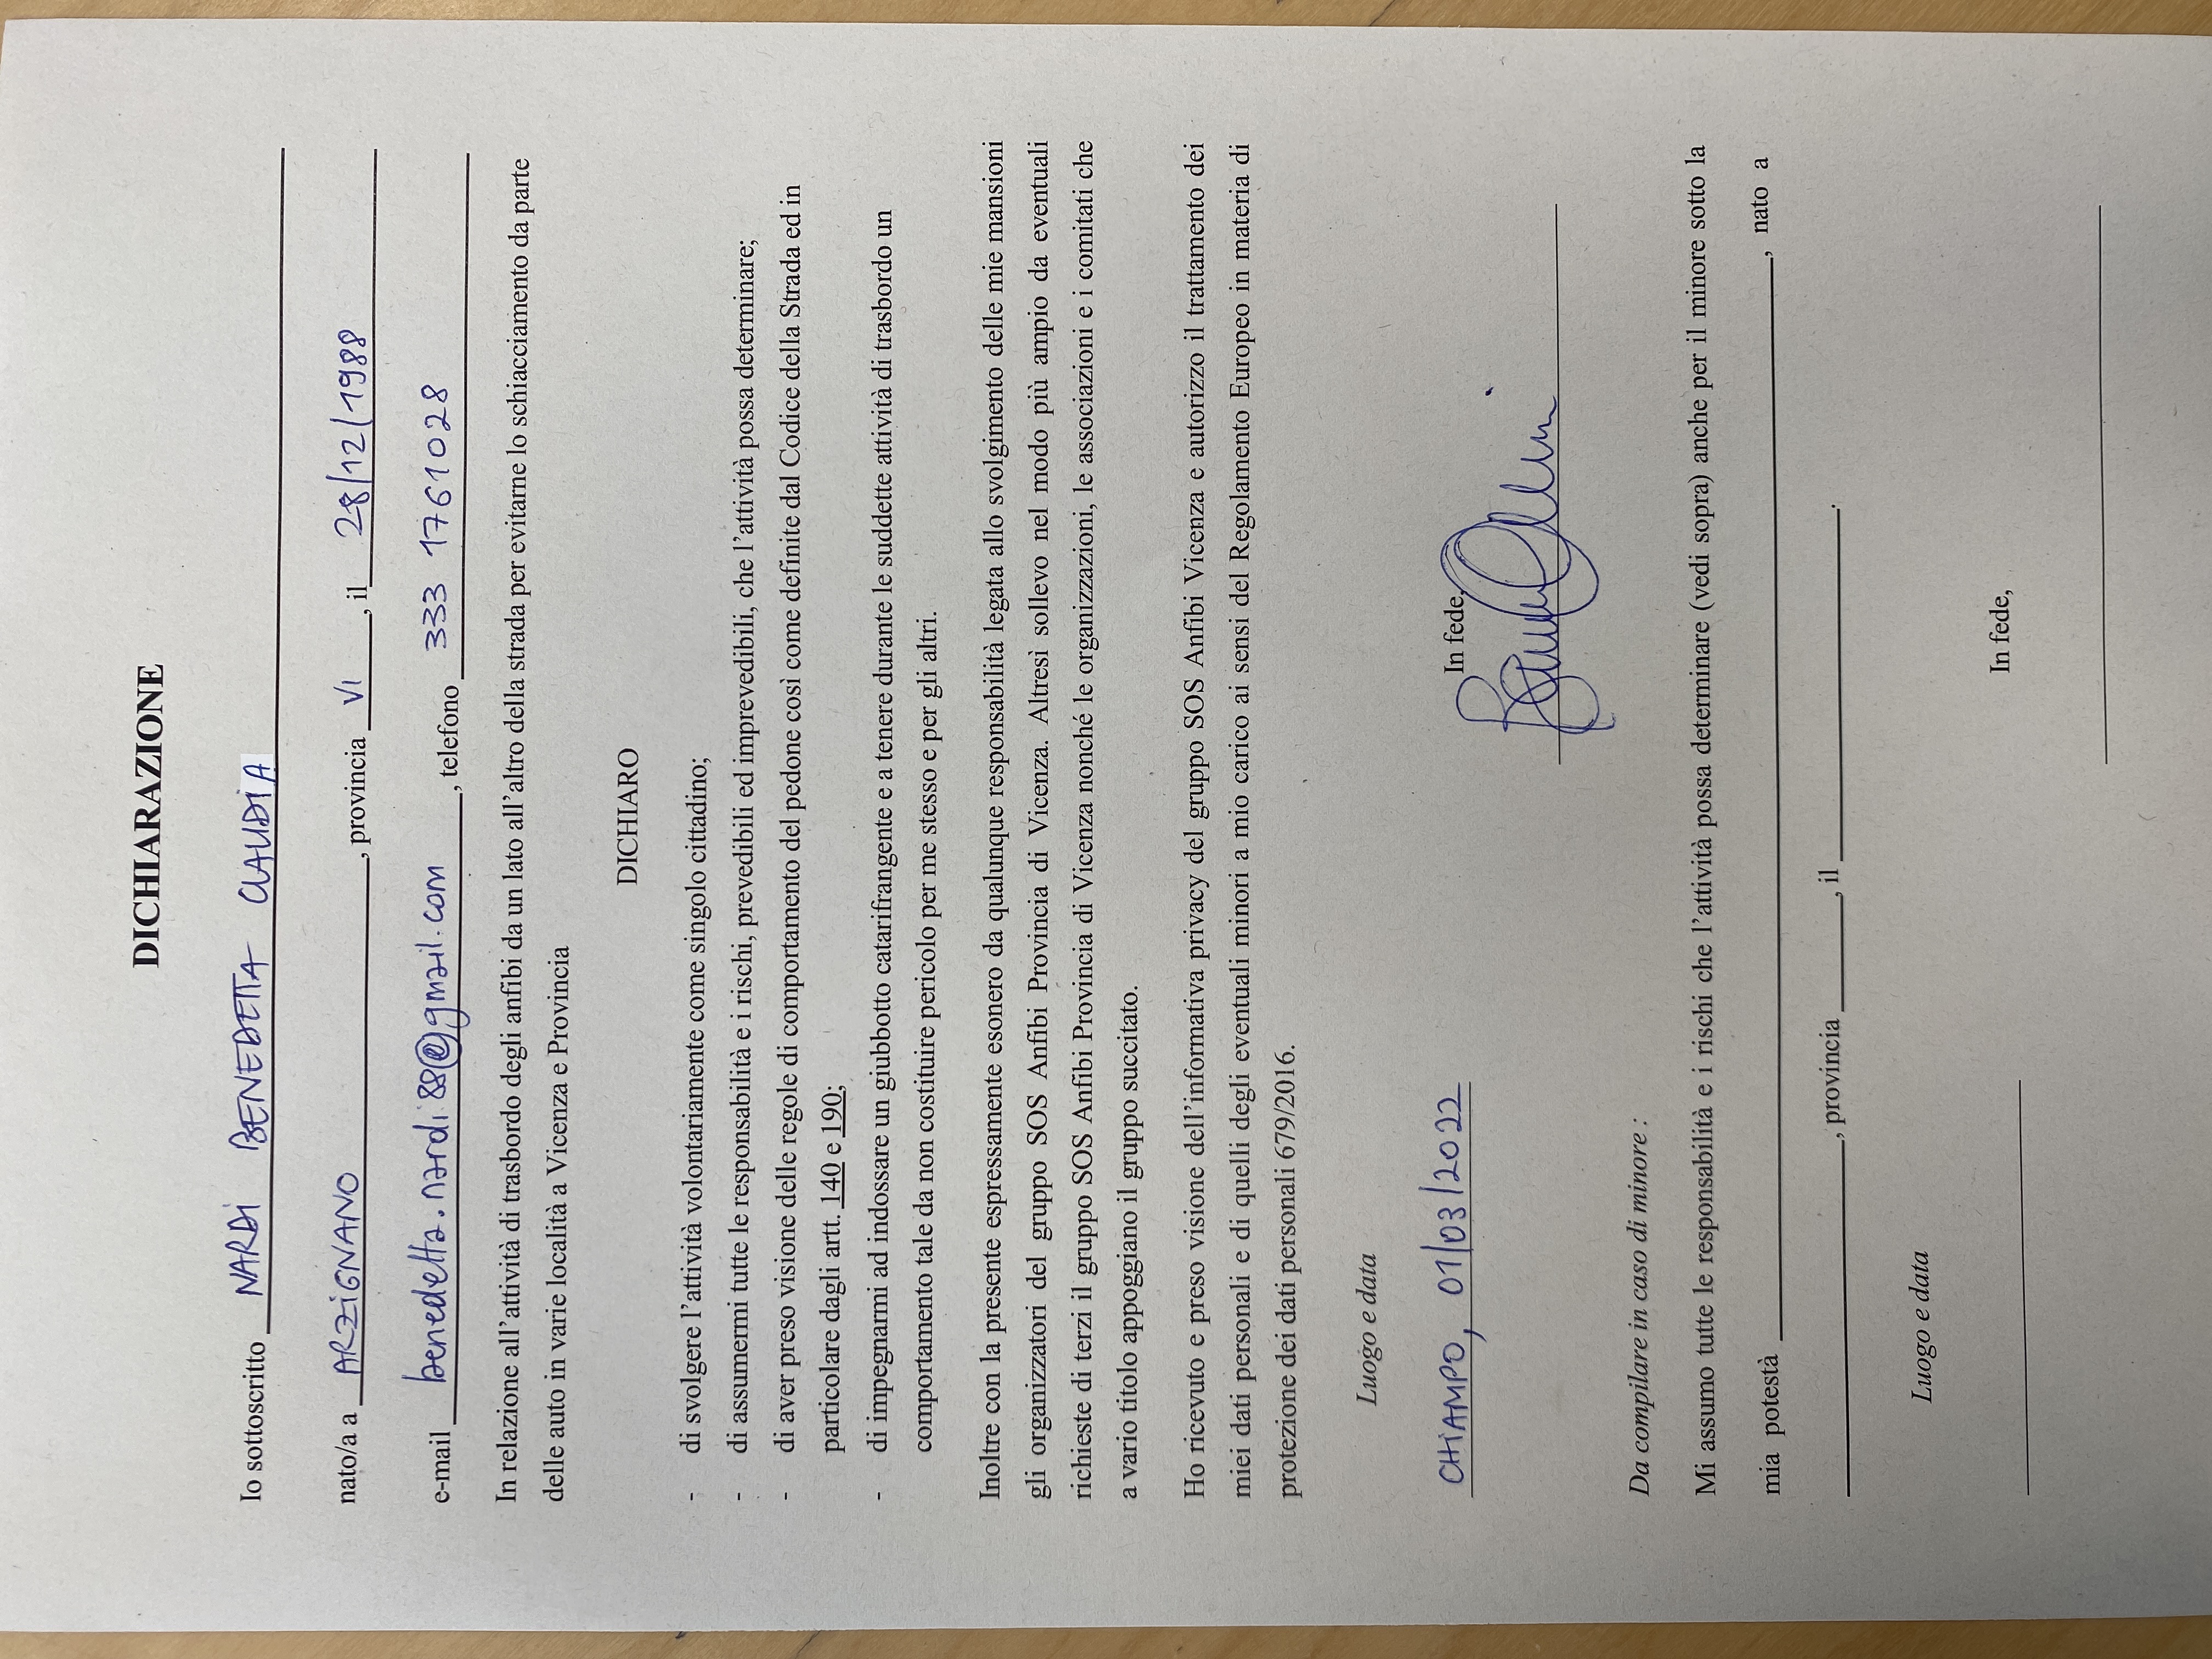 DICHIARAZIONE
Io sottoscritto NARDI BENEDETTA CLAUDIA
nato/a a ARZIGNANO, provincia VI, il 28/12/1988
e-mail benedetta.nardi88@gmail.com, telefono 333 1761028
In relazione all’attività di trasbordo degli anfibi da un lato all’altro della strada per evitarne lo schiacciamento da parte
delle auto in varie località a Vicenza e Provincia
DICHIARO
- di svolgere l’attività volontariamente come singolo cittadino;
- di assumermi tutte le responsabilità e i rischi, prevedibili ed imprevedibili, che l’attività possa determinare;
- di aver preso visione delle regole di comportamento del pedone così come definite dal Codice della Strada ed in
particolare dagli artt. 140 e 190;
- di impegnarmi ad indossare un giubbotto catarifrangente e a tenere durante le suddette attività di trasbordo un
comportamento tale da non costituire pericolo per me stesso e per gli altri.
Inoltre con la presente espressamente esonero da qualunque responsabilità legata allo svolgimento delle mie mansioni
gli organizzatori del gruppo SOS Anfibi Provincia di Vicenza. Altresì sollevo nel modo più ampio da eventuali
richieste di terzi il gruppo SOS Anfibi Provincia di Vicenza nonché le organizzazioni, le associazioni e i comitati che
a vario titolo appoggiano il gruppo succitato.
Ho ricevuto e preso visione dell’informativa privacy del gruppo SOS Anfibi Vicenza e autorizzo il trattamento dei
miei dati personali e di quelli degli eventuali minori a mio carico ai sensi del Regolamento Europeo in materia di
protezione dei dati personali 679/2016.
Luogo e data
CHIAMPO, 01/03/2022
In fede,
Da compilare in caso di minore :
Mi assumo tutte le responsabilità e i rischi che l’attività possa determinare (vedi sopra) anche per il minore sotto la
mia potestà , nato a
, provincia , il .
Luogo e data
In fede,